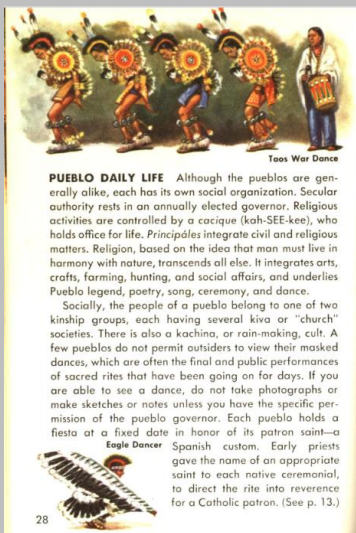 Taos War Dance
PUEBLO DAILY LIFE Although the pueblos are gen-
erally alike, each has its own social organization. Secular
authority rests in an annually elected governor. Religious
activities are controlled by a cacique (kah-SEE-kee), who
holds office for life. Principáles integrate civil and religious
matters. Religion, based on the idea that man must live in
harmony with nature, transcends all else. It integrates arts,
crafts, farming, hunting, and social affairs, and underlies
Pueblo legend, poetry, song, ceremony, and dance.
Socially, the people of a pueblo belong to one of two
kinship groups, each having several kiva or "church"
societies. There is also a kachina, or rain-making, cult. A
few pueblos do not permit outsiders to view their masked
dances, which are often the final and public performances
of sacred rites that have been going on for days. If you
are able to see a dance, do not take photographs or
make sketches or notes unless you have the specific per-
mission of the pueblo governor. Each pueblo holds a
fiesta at a fixed date in honor of its patron saint—a
Eagle Dancer
Spanish custom. Early priests
gave the name of an appropriate
saint to each native ceremonial,
to direct the rite into reverence
for a Catholic patron. (See p. 13.)
28